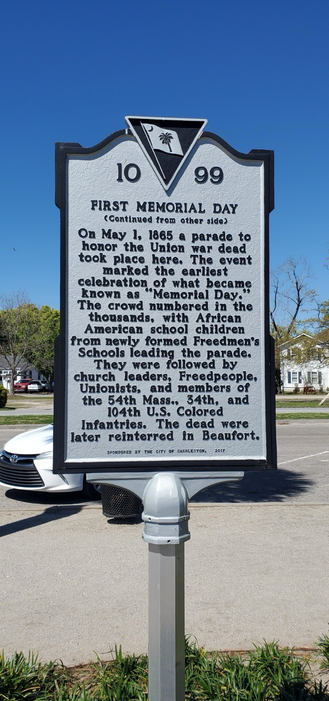 10 99
FIRST MEMORIAL DAY
(Continued from other side)
On May 1, 1865 a parade to
honor the Union war dead
took place here. The event
marked the earliest
celebration of what became
known as "Memorial Day."
The crowd numbered in the
thousands, with African
American school children
from newly formed Freedmen's
Schools leading the parade.
They were followed by
church leaders, Freedpeople,
Unionists, and members of
the 54th Mass., 34th, and
104th U.S. Colored
Infantries. The dead were
later reinterred in Beaufort.
SPONSORED BY THE CITY OF CHARLESTON, 2017